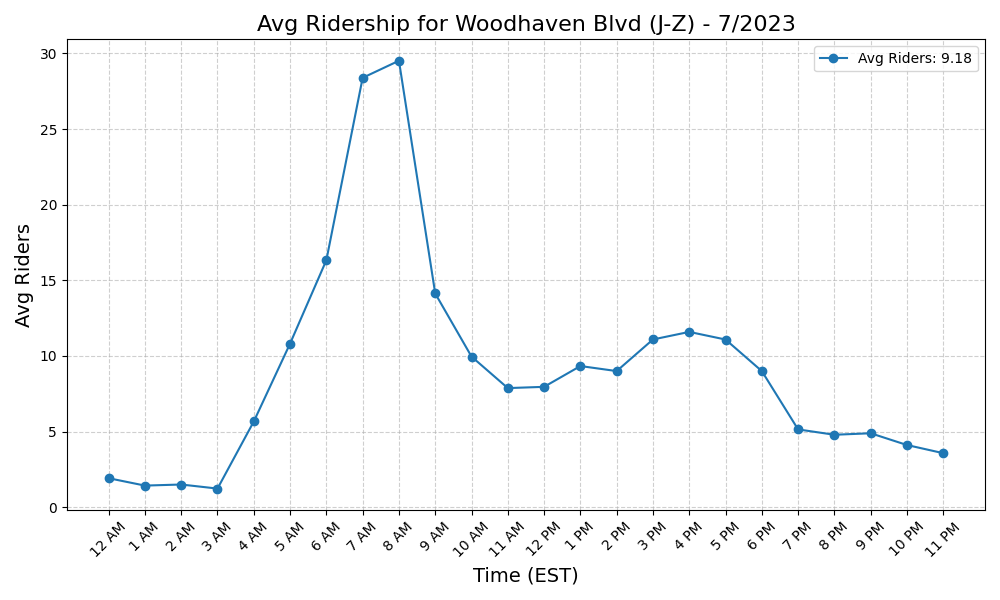 Avg Ridership for Woodhaven Blvd (J-Z) - 7/2023
Avg Riders: 9.18
Avg Riders
30
25
20
15
10
5
0
12 AM 1 AM 2 AM 3 AM 4 AM 5 AM 6 AM 7 AM 8 AM 9 AM 10 AM 11 AM 12 PM 1 PM 2 PM 3 PM 4 PM 5 PM 6 PM 7 PM 8 PM 9 PM 10 PM 11 PM
Time (EST)